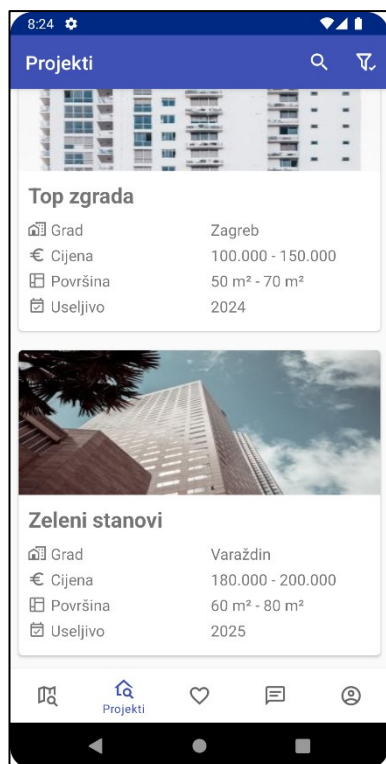 8:24
Projekti
Top zgrada
Grad Zagreb
€ Cijena 100.000 - 150.000
Površina 50 m² - 70 m²
Useljivo 2024
Zeleni stanovi
Grad Varaždin
€ Cijena 180.000 - 200.000
Površina 60 m² - 80 m²
Useljivo 2025
Projekti